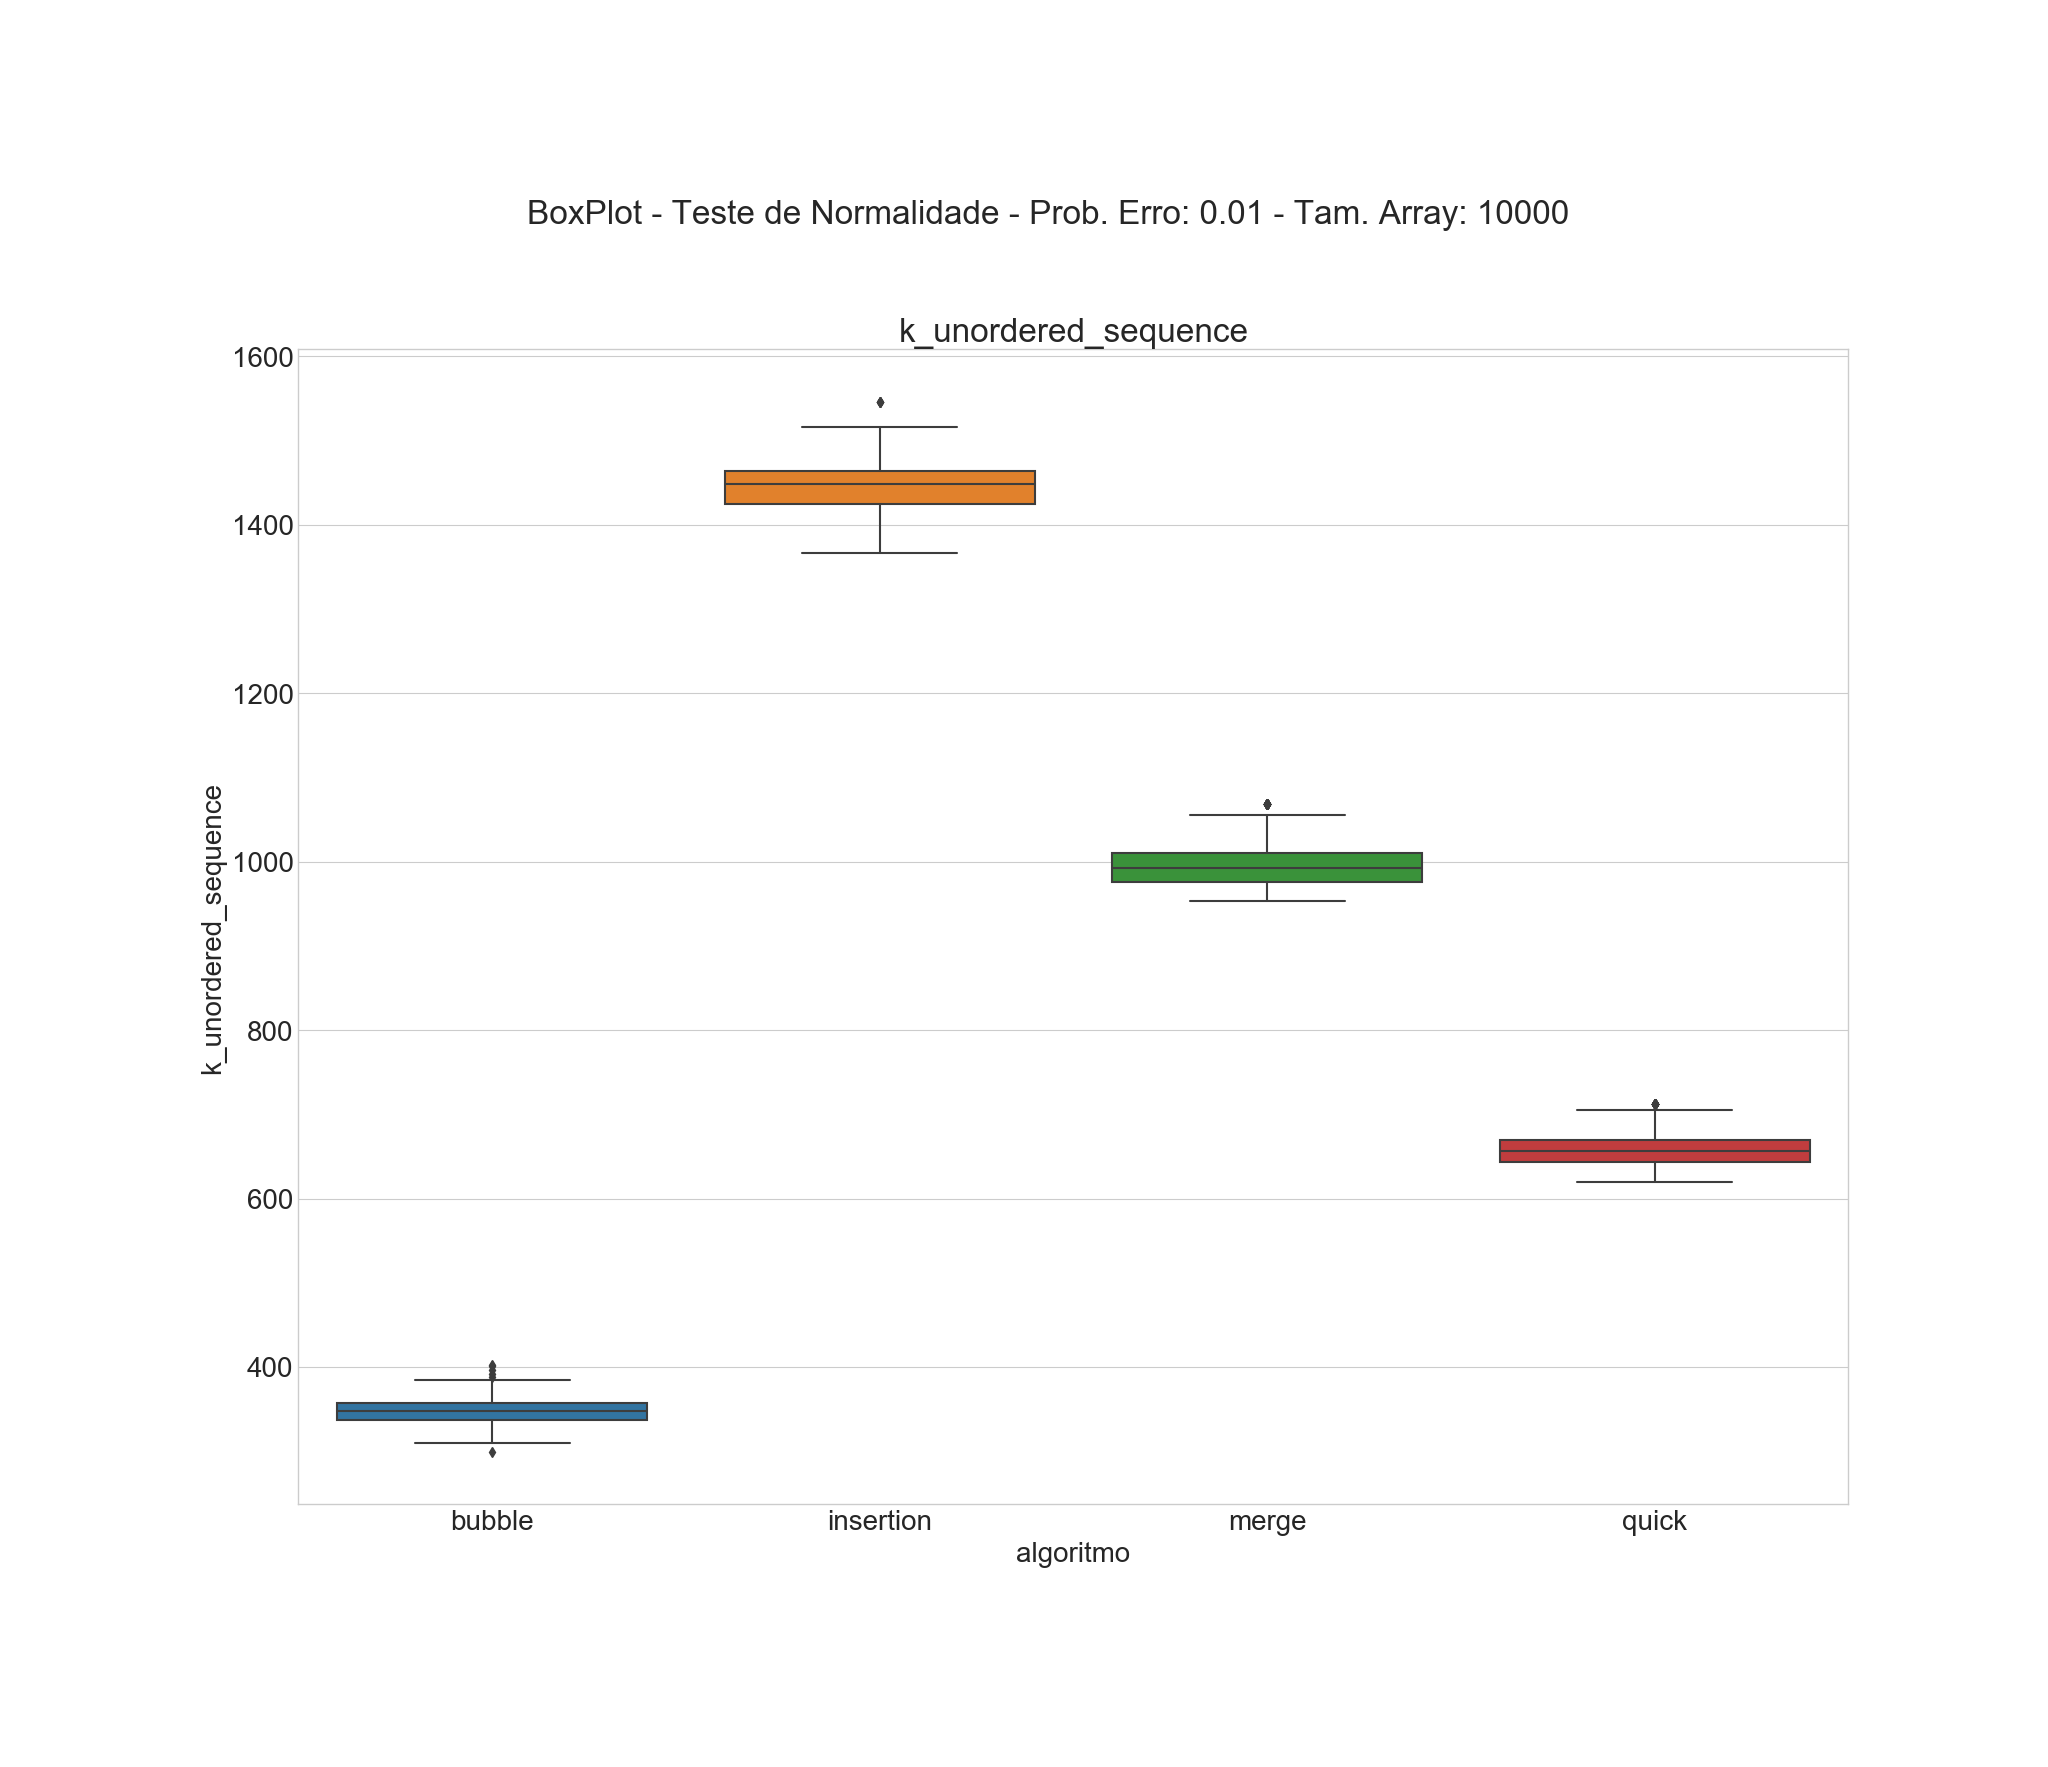 BoxPlot - Teste de Normalidade - Prob. Erro: 0.01 - Tam. Array: 10000
k_unordered_sequence
1600
1400
1200
1000
800
600
400
k_unordered_sequence
bubble insertion merge quick
algoritmo